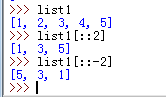 >>> list1
[1, 2, 3, 4, 5]
>>> list1[::2]
[1, 3, 5]
>>> list1[::-2]
[5, 3, 1]
>>>